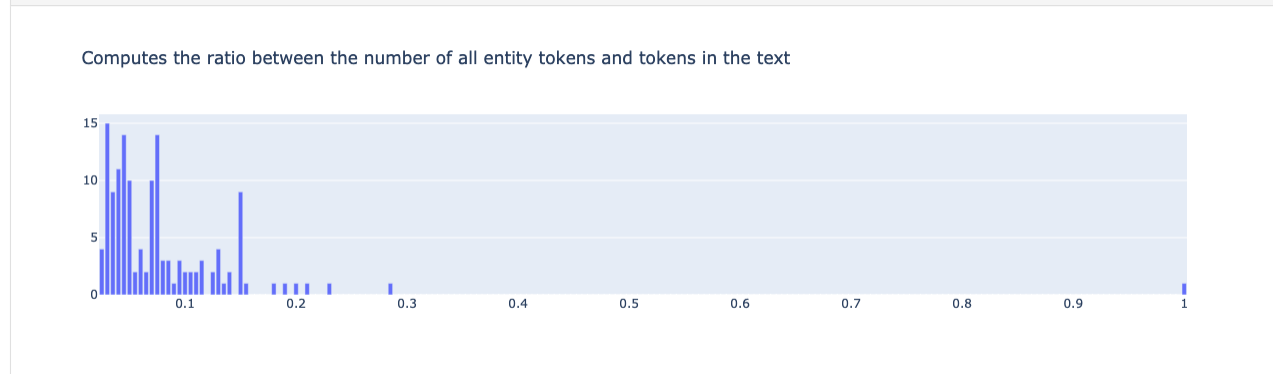 Computes the ratio between the number of all entity tokens and tokens in the text
15
10
5
0
0.1 0.2 0.3 0.4 0.5 0.6 0.7 0.8 0.9 1